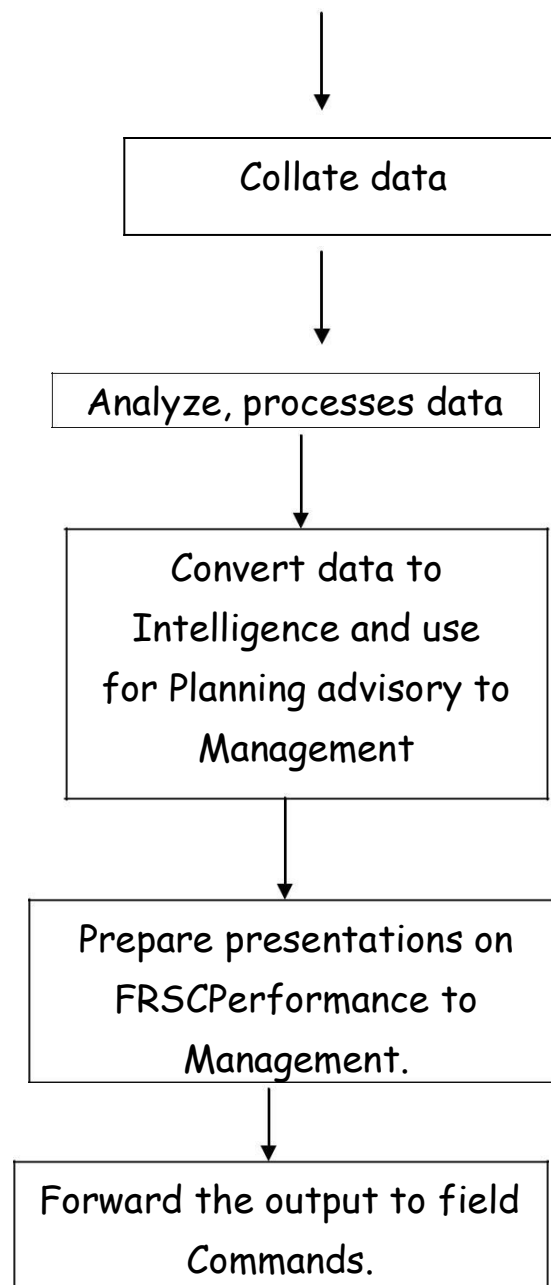 Collate data
Analyze, processes data
Convert data to
Intelligence and use
for Planning advisory to
Management
Prepare presentations on
FRSCPerformance to
Management.
Forward the output to field
Commands.